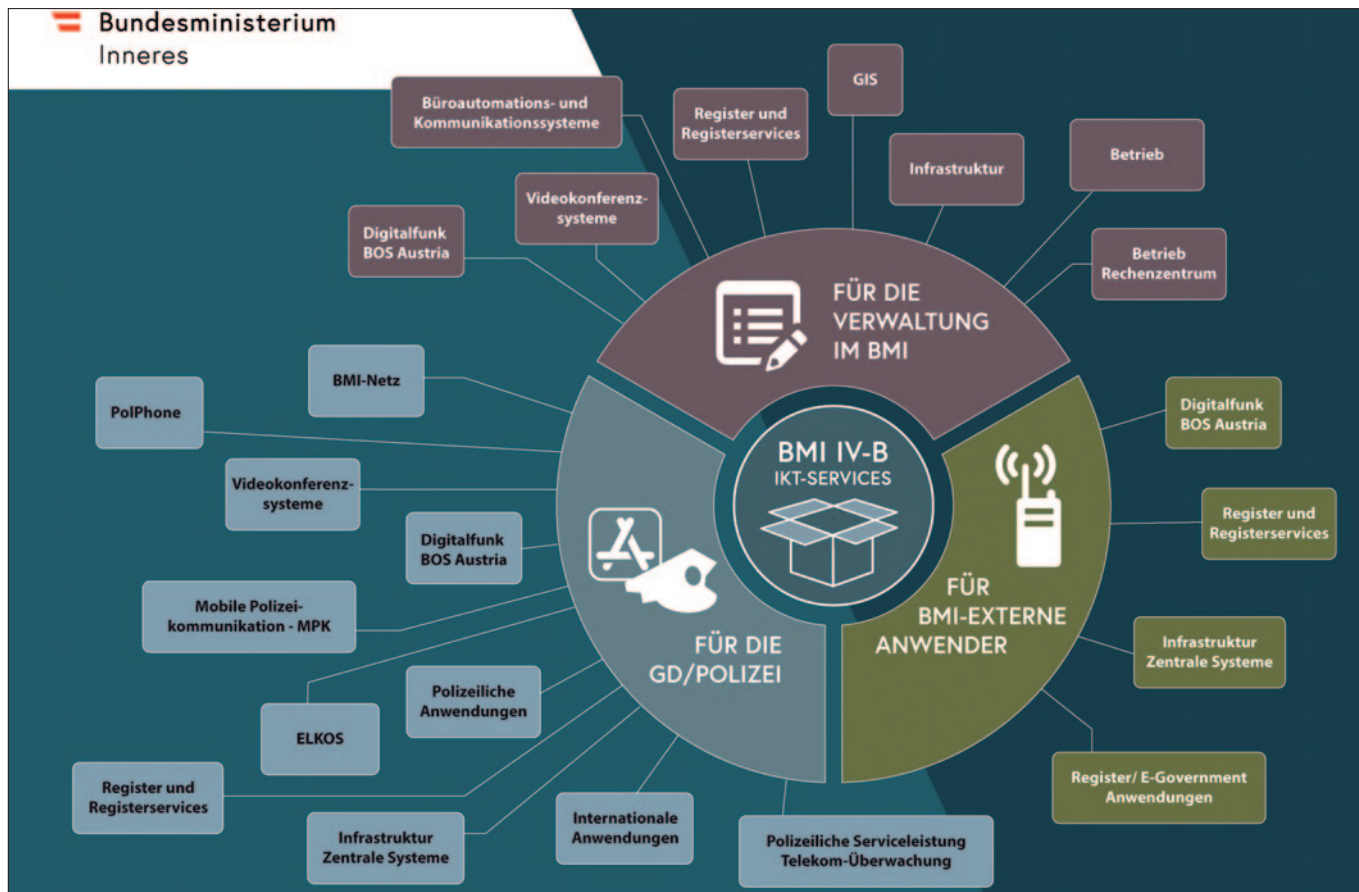 Bundesministerium
Inneres
Büroautomations- und
Kommunikationssysteme
Register und
Registerservices
GIS
Infrastruktur
Betrieb
Betrieb
Rechenzentrum
Videokonferenz-
systeme
Digitalfunk
BOS Austria
FÜR DIE
VERWALTUNG
IM BMI
BMI-Netz
PolPhone
Videokonferenz-
systeme
Digitalfunk
BOS Austria
Mobile Polizei-
kommunikation - MPK
ELKOS
Polizeiliche
Anwendungen
Register und
Registerservices
Infrastruktur
Zentrale Systeme
Internationale
Anwendungen
Polizeiliche Serviceleistung
Telekom-Überwachung
FÜR DIE
GD/POLIZEI
BMI IV-B
IKT-SERVICES
FÜR
BMI-EXTERNE
ANWENDER
Digitalfunk
BOS Austria
Register und
Registerservices
Infrastruktur
Zentrale Systeme
Register/ E-Government
Anwendungen